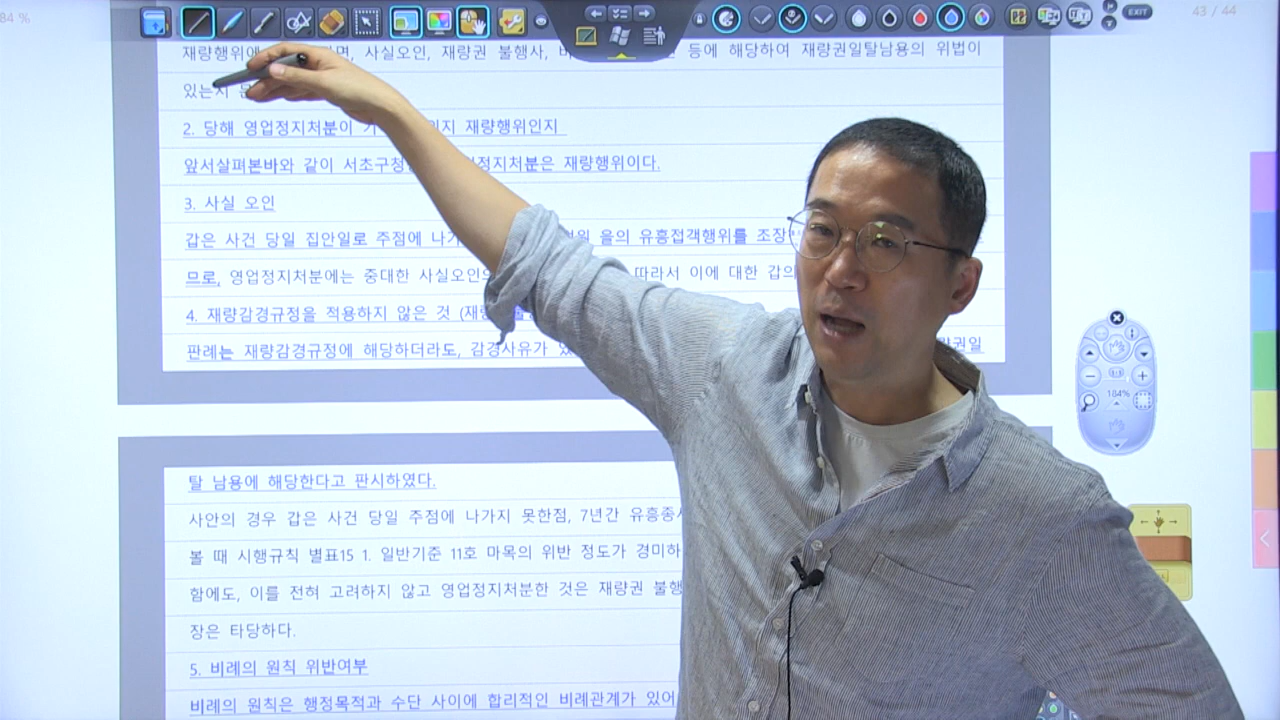 84 %
EXIT
43 / 44
재량행위에 면, 사실오인, 재량권 불행사, 등에 해당하여 재량권일탈남용의 위법이
있는지
2. 당해 영업정지처분이 인지 재량행위인지
앞서살펴본바와 같이 서초구청 정지처분은 재량행위이다.
3. 사실 오인
갑은 사건 당일 집안일로 주점에 나가 을의 유흥접객행위를 조장
므로, 영업정지처분에는 중대한 사실오인 따라서 이에 대한 갑의
4. 재량감경규정을 적용하지 않은 것
판례는 재량감경규정에 해당하더라도, 감경사유가 량권일
184%
탈 남용에 해당한다고 판시하였다.
사안의 경우 갑은 사건 당일 주점에 나가지 못한점, 7년간 유흥종사
볼 때 시행규칙 별표15 1. 일반기준 11호 마목의 위반 정도가 경미하
함에도, 이를 전혀 고려하지 않고 영업정지처분한 것은 재량권 불행
장은 타당하다.
5. 비례의 원칙 위반여부
비례의 원칙은 행정목적과 수단 사이에 합리적인 비례관계가 있어